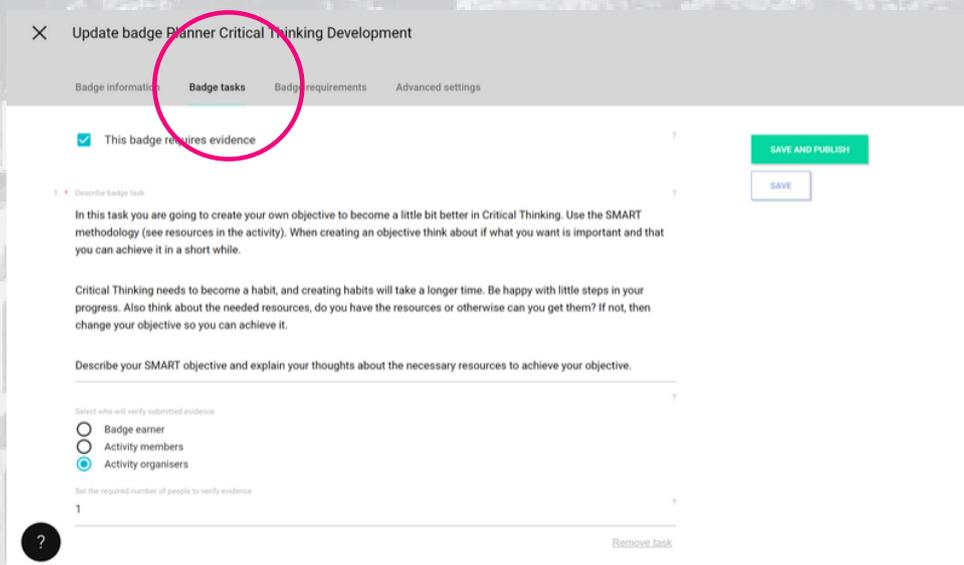 Update badge Planner Critical Thinking Development
Badge information Badge tasks Badge requirements Advanced settings
This badge requires evidence ?
SAVE AND PUBLISH
SAVE
1. * Describe badge task ?
In this task you are going to create your own objective to become a little bit better in Critical Thinking. Use the SMART
methodology (see resources in the activity). When creating an objective think about if what you want is important and that
you can achieve it in a short while.
Critical Thinking needs to become a habit, and creating habits will take a longer time. Be happy with little steps in your
progress. Also think about the needed resources, do you have the resources or otherwise can you get them? If not, then
change your objective so you can achieve it.
Describe your SMART objective and explain your thoughts about the necessary resources to achieve your objective.
?
Select who will verify submitted evidence
Badge earner
Activity members
Activity organisers
Set the required number of people to verify evidence
1 ?
Remove task
?